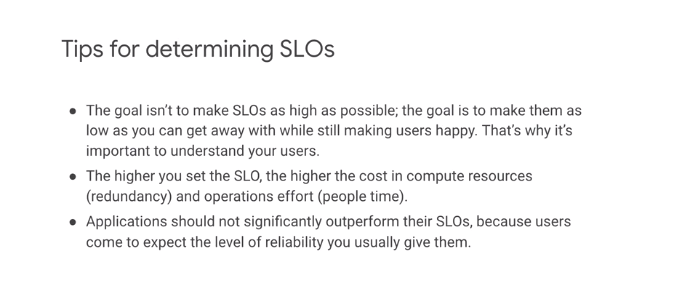 Tips for determining SLOs
● The goal isn't to make SLOs as high as possible; the goal is to make them as
low as you can get away with while still making users happy. That's why it's
important to understand your users.
● The higher you set the SLO, the higher the cost in compute resources
(redundancy) and operations effort (people time).
● Applications should not significantly outperform their SLOs, because users
come to expect the level of reliability you usually give them.